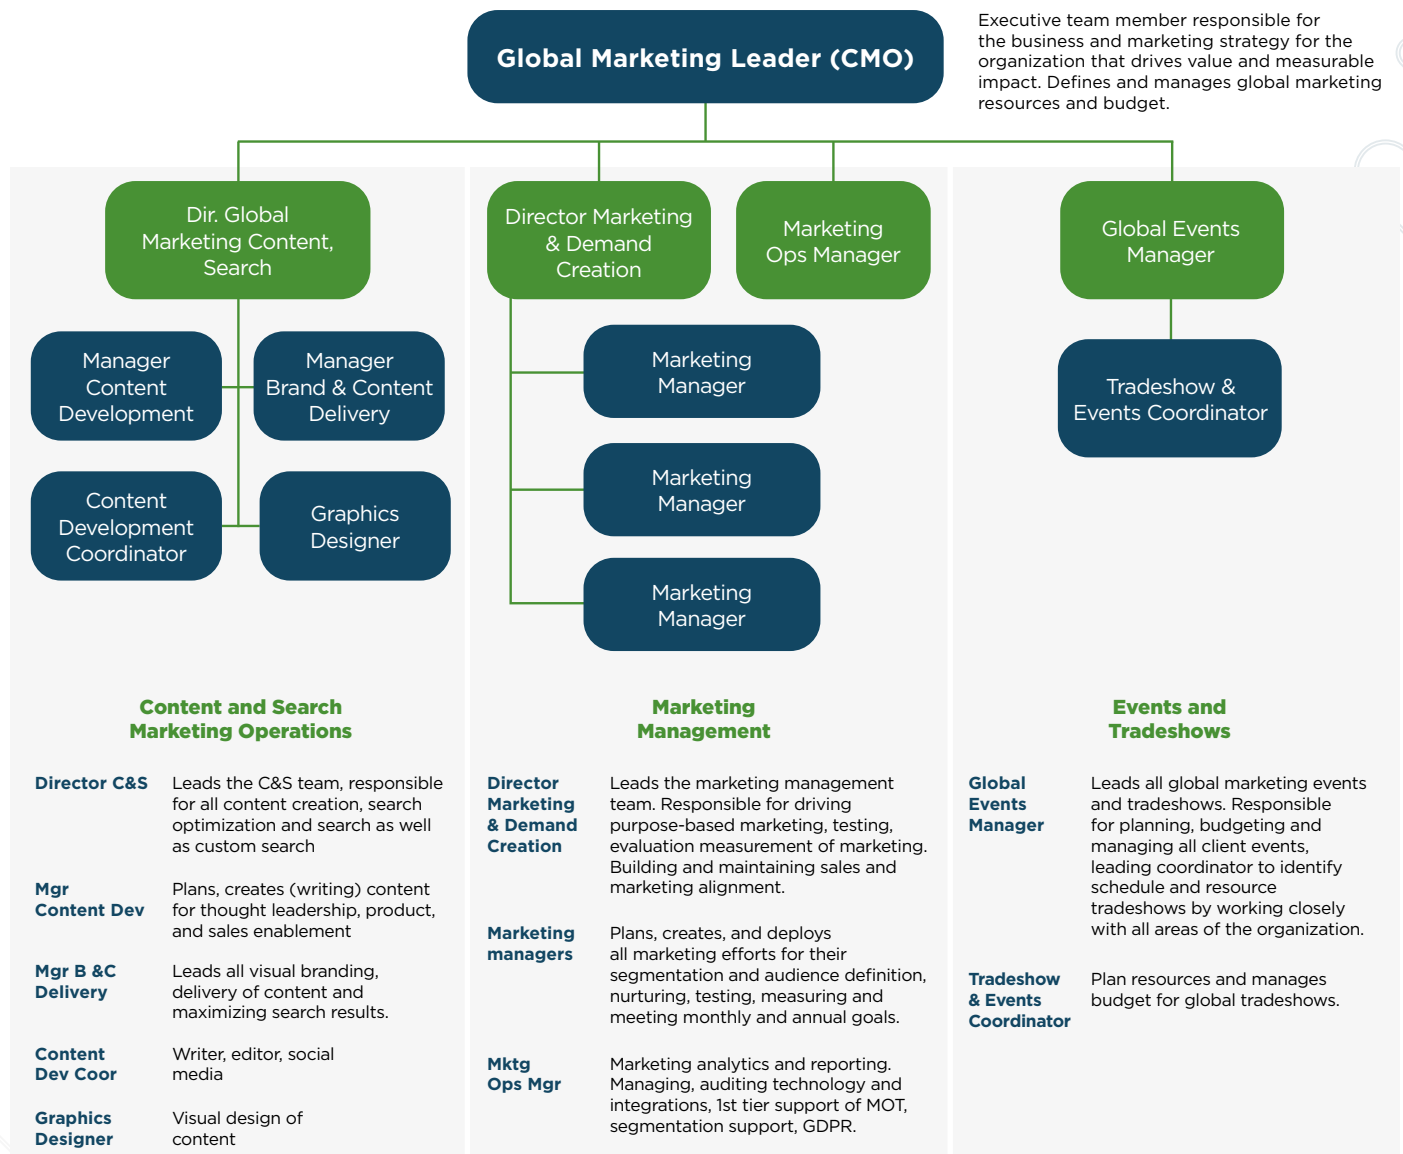 Global Marketing Leader (CMO)
Executive team member responsible for
the business and marketing strategy for the
organization that drives value and measurable
impact. Defines and manages global marketing
resources and budget.
Dir. Global
Marketing Content,
Search
Director Marketing
& Demand
Creation
Marketing
Ops Manager
Global Events
Manager
Manager
Content
Development
Manager
Brand & Content
Delivery
Content
Development
Coordinator
Graphics
Designer
Marketing
Manager
Marketing
Manager
Marketing
Manager
Tradeshow &
Events Coordinator
Content and Search
Marketing Operations
Director C&S
Leads the C&S team, responsible
for all content creation, search
optimization and search as well
as custom search
Mgr
Content Dev
Plans, creates (writing) content
for thought leadership, product,
and sales enablement
Mgr B &C
Delivery
Leads all visual branding,
delivery of content and
maximizing search results.
Content
Dev Coor
Writer, editor, social
media
Graphics
Designer
Visual design of
content
Marketing
Management
Director
Marketing
& Demand
Creation
Leads the marketing management
team. Responsible for driving
purpose-based marketing, testing,
evaluation measurement of marketing.
Building and maintaining sales and
marketing alignment.
Marketing
managers
Plans, creates, and deploys
all marketing efforts for their
segmentation and audience definition,
nurturing, testing, measuring and
meeting monthly and annual goals.
Mktg
Ops Mgr
Marketing analytics and reporting.
Managing, auditing technology and
integrations, 1st tier support of MOT,
segmentation support, GDPR.
Events and
Tradeshows
Global
Events
Manager
Leads all global marketing events
and tradeshows. Responsible
for planning, budgeting and
managing all client events,
leading coordinator to identify
schedule and resource
tradeshows by working closely
with all areas of the organization.
Tradeshow
& Events
Coordinator
Plan resources and manages
budget for global tradeshows.